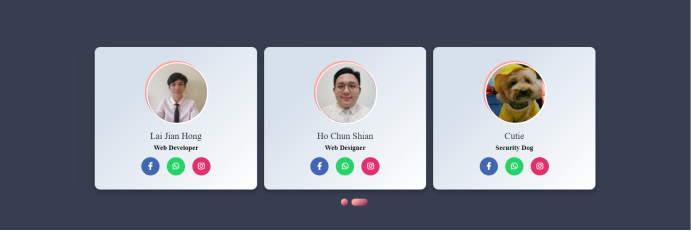 Lai Jian Hong
Web Developer
Ho Chun Shian
Web Designer
Cutie
Security Dog